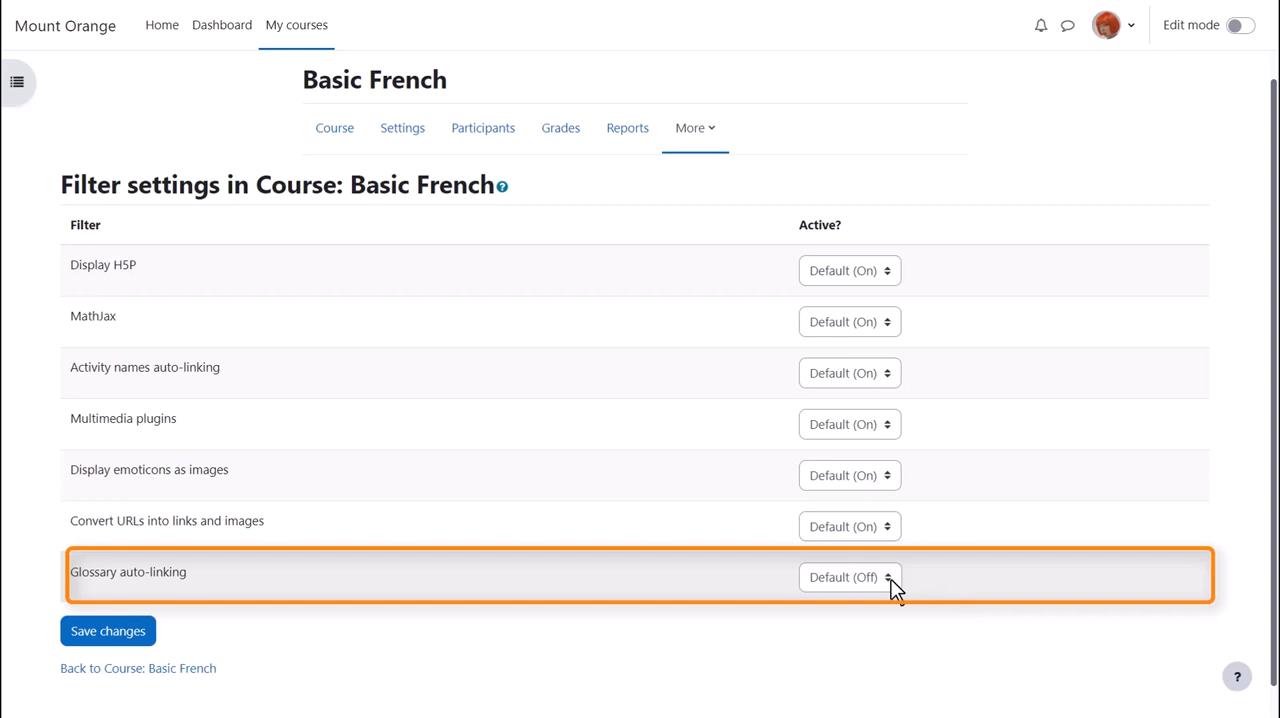 Mount Orange
Home Dashboard My courses
Edit mode
Basic French
Course Settings Participants Grades Reports More
Filter settings in Course: Basic French
Filter Active?
Display H5P Default (On)
MathJax Default (On)
Activity names auto-linking Default (On)
Multimedia plugins Default (On)
Display emoticons as images Default (On)
Convert URLs into links and images Default (On)
Glossary auto-linking Default (Off)
Save changes
Back to Course: Basic French
?